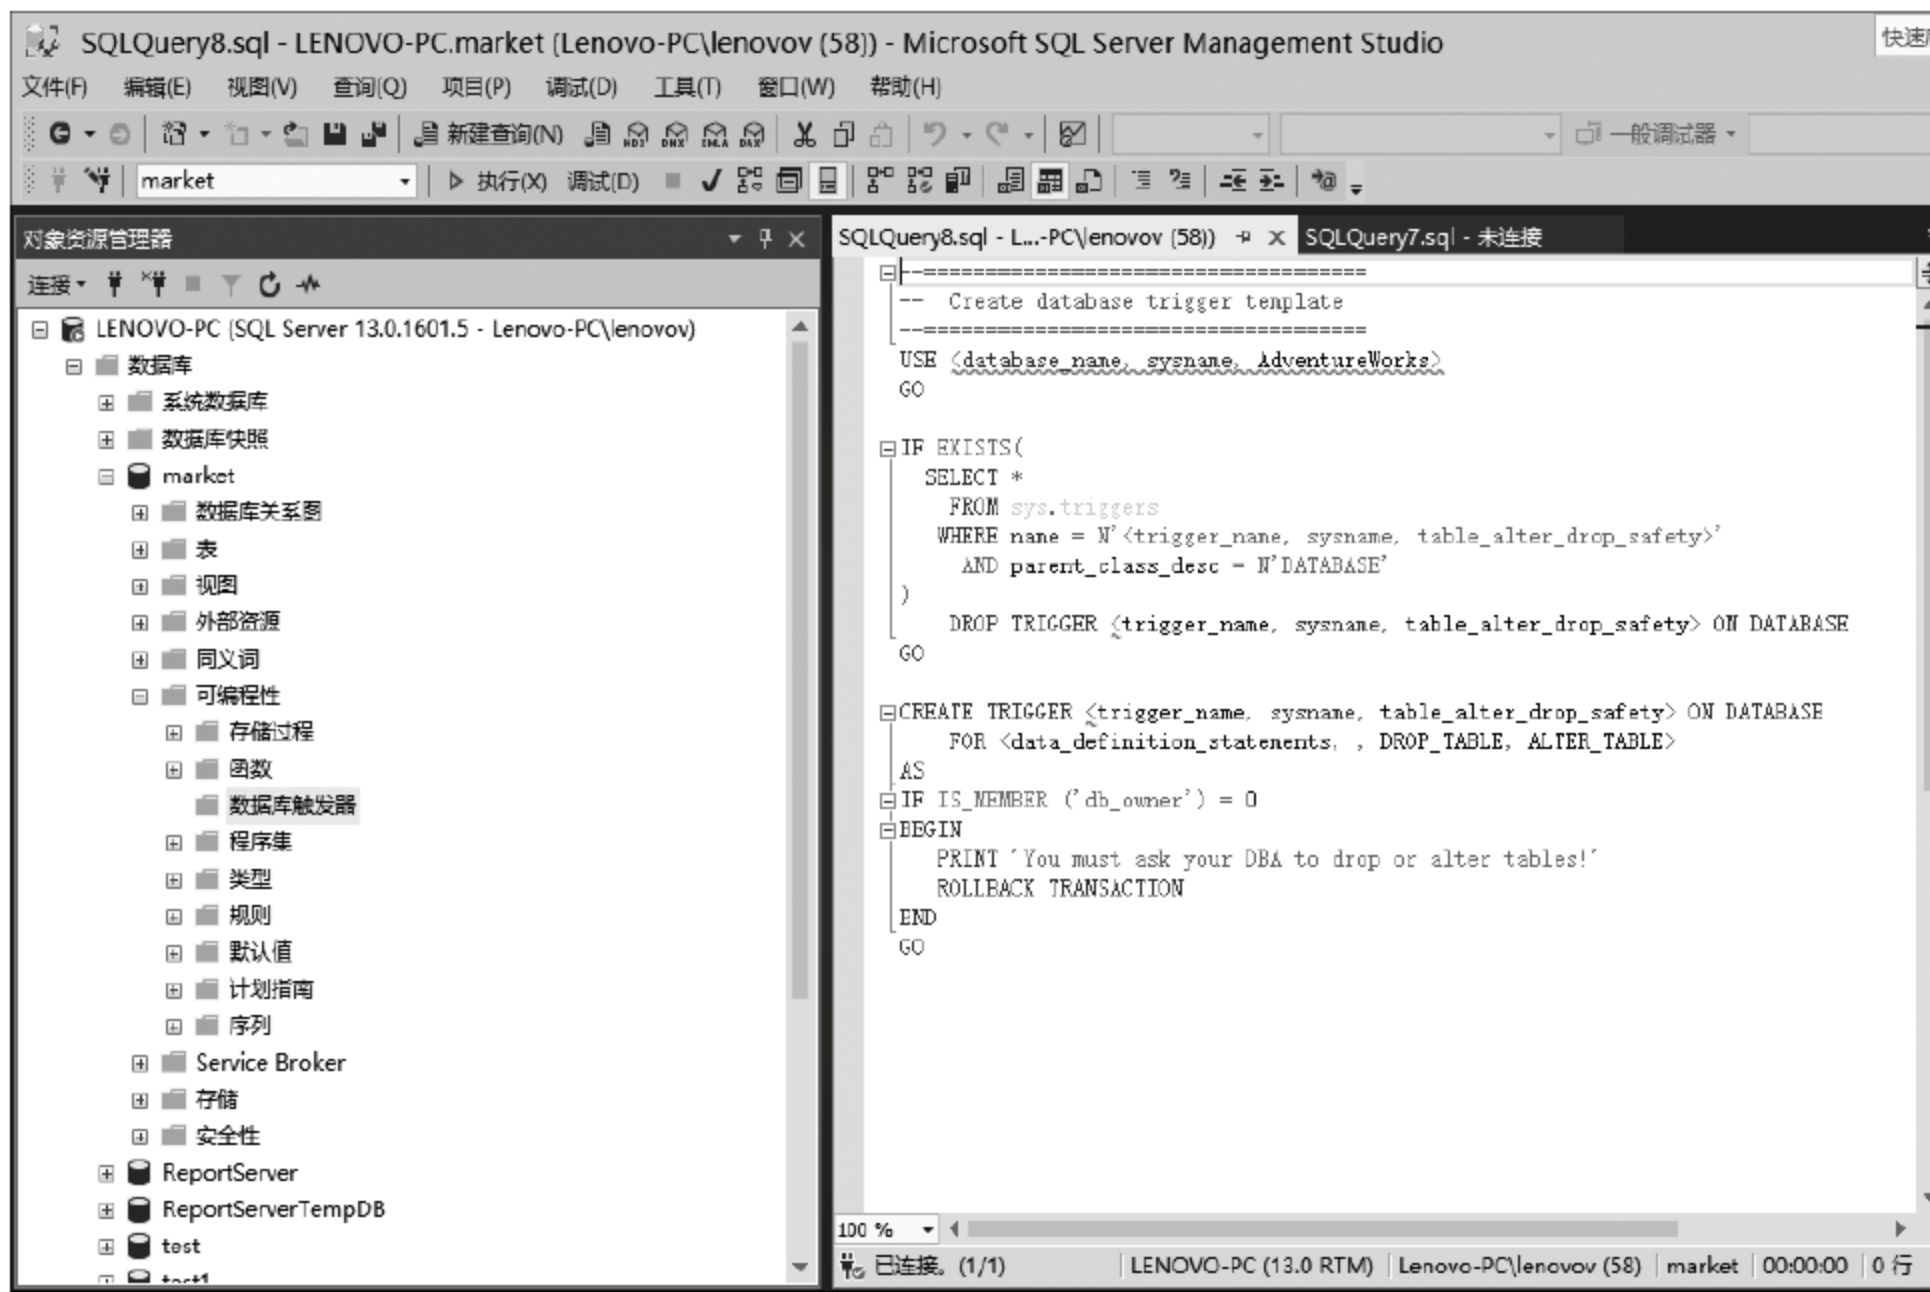 SQLQuery8.sql - LENOVO-PC.market (Lenovo-PC\lenovov (58)) - Microsoft SQL Server Management Studio
文件(F) 编辑(E) 视图(V) 查询(Q) 项目(P) 调试(D) 工具(T) 窗口(W) 帮助(H)
新建查询(N) 一般调试器
market 执行(X) 调试(D)
对象资源管理器
连接
LENOVO-PC (SQL Server 13.0.1601.5 - Lenovo-PC\lenovov)
数据库
系统数据库
数据库快照
market
数据库关系图
表
视图
外部资源
同义词
可编程性
存储过程
函数
数据库触发器
程序集
类型
规则
默认值
计划指南
序列
Service Broker
存储
安全性
ReportServer
ReportServerTempDB
test
test1
SQLQuery8.sql - L...-PC\lenovov (58)) SQLQuery7.sql - 未连接
--====================================
-- Create database trigger template
--====================================
USE <database_name, sysname, AdventureWorks>
GO
IF EXISTS(
SELECT *
FROM sys.triggers
WHERE name = N'<trigger_name, sysname, table_alter_drop_safety>'
AND parent_class_desc = N'DATABASE'
)
DROP TRIGGER <trigger_name, sysname, table_alter_drop_safety> ON DATABASE
GO
CREATE TRIGGER <trigger_name, sysname, table_alter_drop_safety> ON DATABASE
FOR <data_definition_statements, , DROP_TABLE, ALTER_TABLE>
AS
IF IS_MEMBER ('db_owner') = 0
BEGIN
PRINT 'You must ask your DBA to drop or alter tables!'
ROLLBACK TRANSACTION
END
GO
100 %
已连接。(1/1) LENOVO-PC (13.0 RTM) Lenovo-PC\lenovov (58) market 00:00:00 0 行